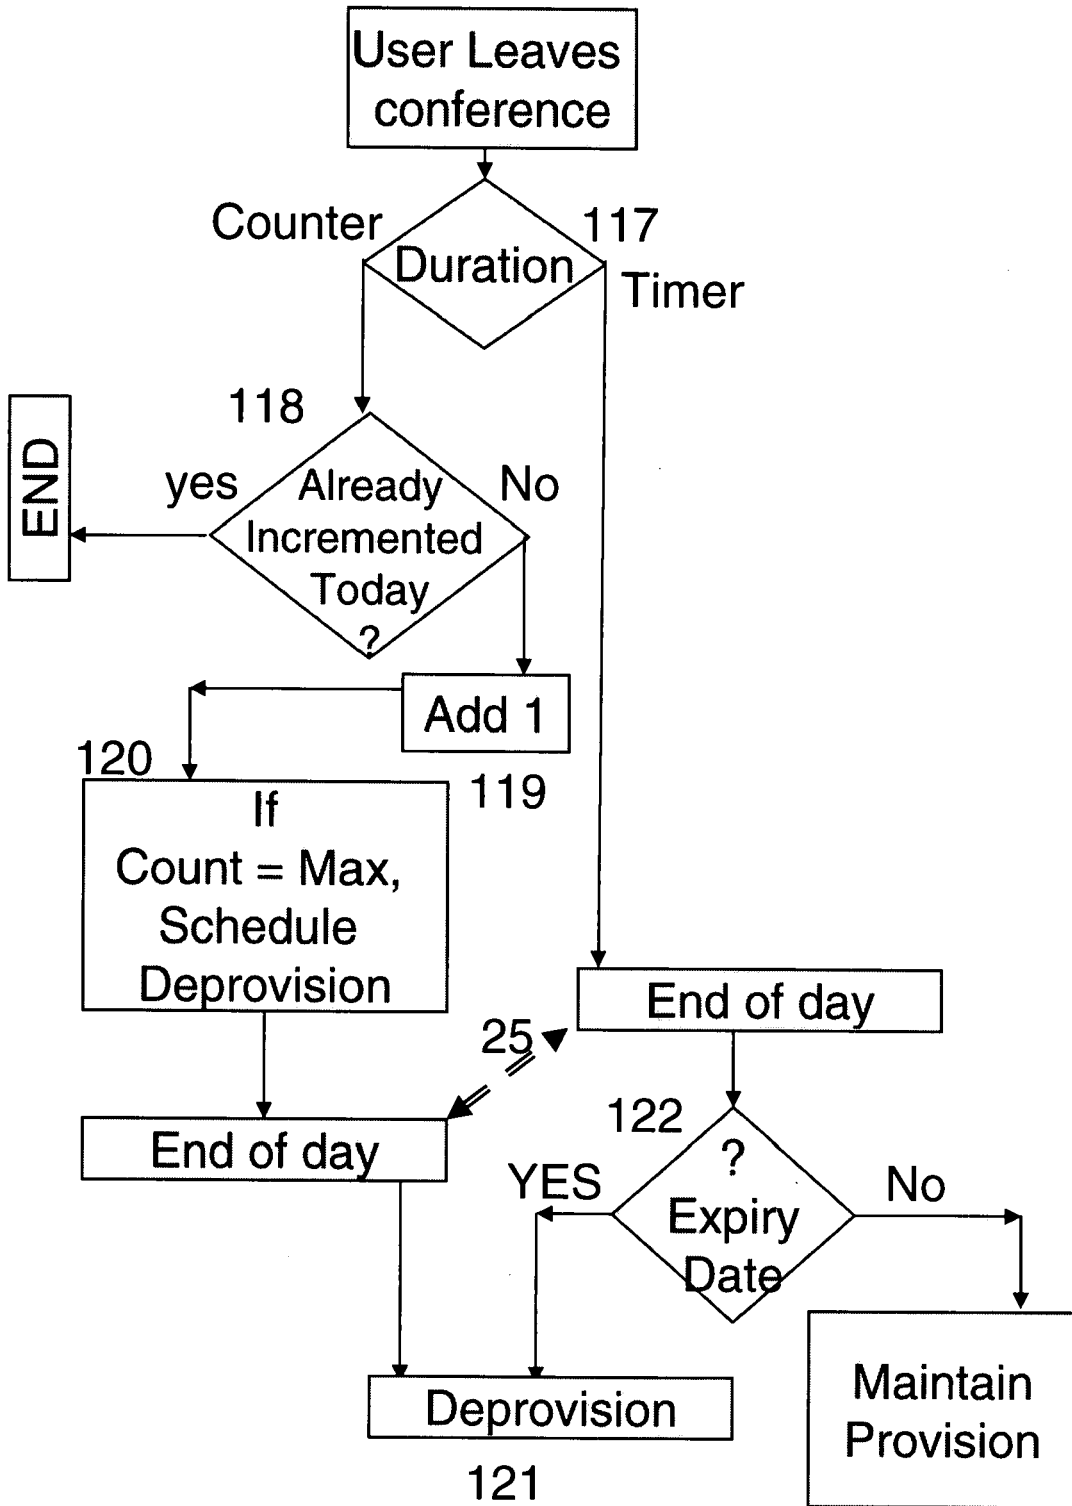 User Leaves
conference
Counter
117
Duration
Timer
118
END
yes
Already
Incremented
Today
?
No
Add 1
119
120
If
Count = Max,
Schedule
Deprovision
End of day
25
End of day
122
?
Expiry
Date
YES
No
Deprovision
121
Maintain
Provision